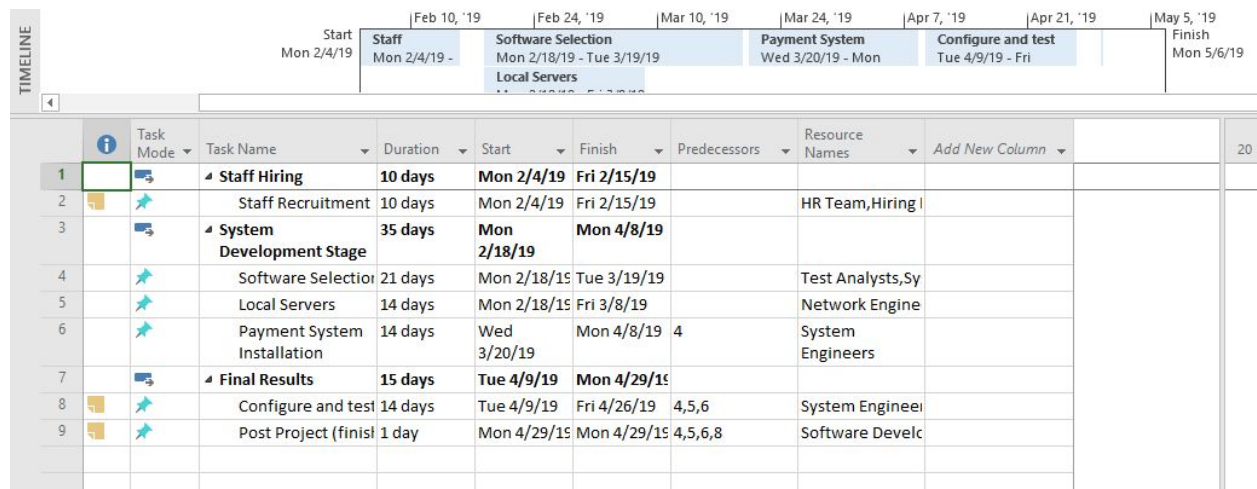 TIMELINE
Feb 10, '19 Feb 24, '19 Mar 10, '19 Mar 24, '19 Apr 7, '19 Apr 21, '19 May 5, '19
Start
Mon 2/4/19
Staff
Mon 2/4/19 -
Software Selection
Mon 2/18/19 - Tue 3/19/19
Payment System
Wed 3/20/19 - Mon
Configure and test
Tue 4/9/19 - Fri
Finish
Mon 5/6/19
Local Servers
Task Mode Task Name Duration Start Finish Predecessors Resource Names Add New Column 20
1 Staff Hiring 10 days Mon 2/4/19 Fri 2/15/19
2 Staff Recruitment 10 days Mon 2/4/19 Fri 2/15/19 HR Team,Hiring
3 System Development Stage 35 days Mon 2/18/19 Mon 4/8/19
4 Software Selection 21 days Mon 2/18/19 Tue 3/19/19 Test Analysts,Sy
5 Local Servers 14 days Mon 2/18/19 Fri 3/8/19 Network Engine
6 Payment System Installation 14 days Wed 3/20/19 Mon 4/8/19 4 System Engineers
7 Final Results 15 days Tue 4/9/19 Mon 4/29/19
8 Configure and test 14 days Tue 4/9/19 Fri 4/26/19 4,5,6 System Engineer
9 Post Project (finish 1 day Mon 4/29/19 Mon 4/29/19 4,5,6,8 Software Develc